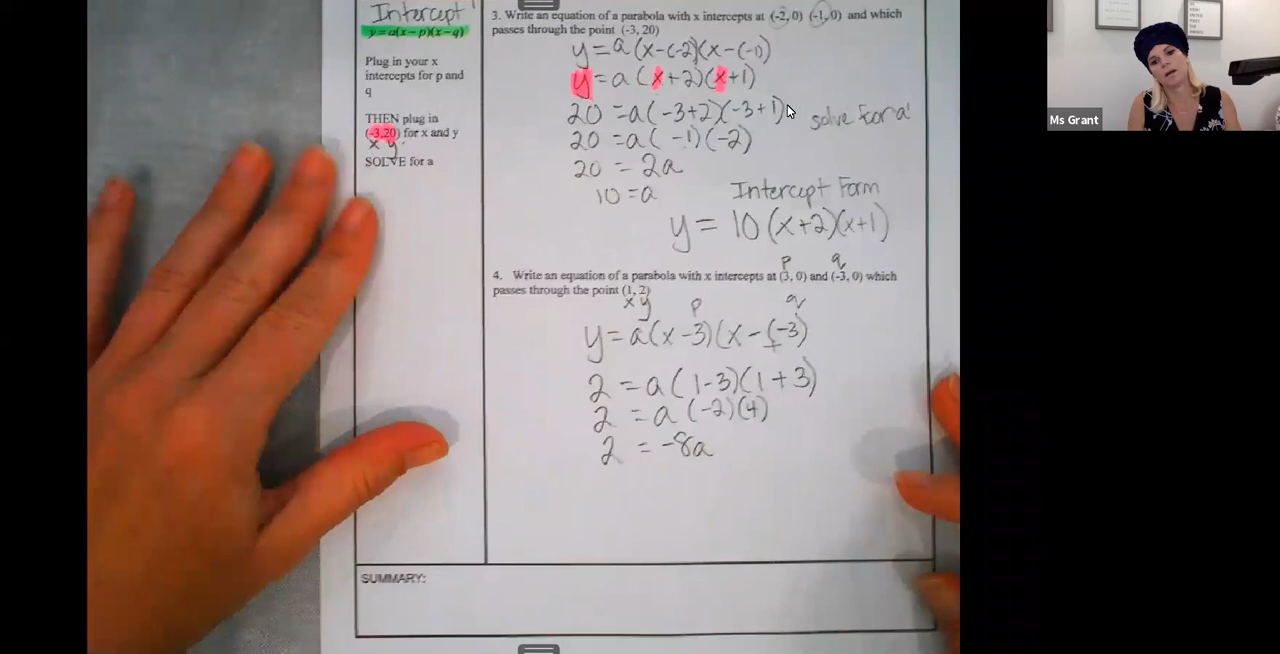 Intercept
y=a(x−p)(x−q)
Plug in your x
intercepts for p and
q
THEN plug in
(-3,20) for x and y
x y
SOLVE for a
3. Write an equation of a parabola with x intercepts at (-2, 0) (-1, 0) and which
passes through the point (-3, 20)
y=a(x-(-2)(x-(-1)
y=a(x+2)(x+1)
20=a(-3+2)(-3+1)
solve for a
20=a(-1)(-2)
20=2a
10=a
Intercept Form
y=10(x+2)(x+1)
p q
4. Write an equation of a parabola with x intercepts at (3, 0) and (-3, 0) which
passes through the point (1, 2)
x y p q
y=a(x-3)(x-(-3)
+
2=a(1-3)(1+3)
2=a(-2)(4)
2=-8a
SUMMARY:
Ms Grant